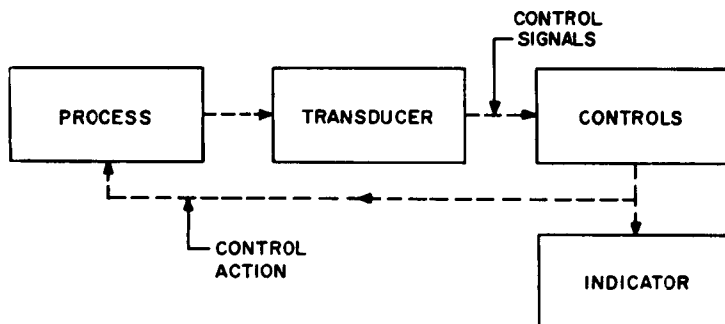 CONTROL
SIGNALS
PROCESS
TRANSDUCER
CONTROLS
CONTROL
ACTION
INDICATOR